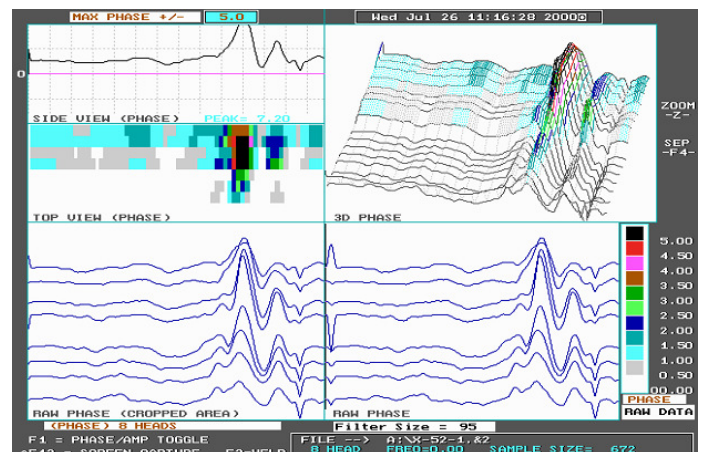 MAX PHASE +/- 5.0 Wed Jul 26 11:16:28 2000
0
SIDE VIEW (PHASE) PEAK= 7.20
TOP VIEW (PHASE)
3D PHASE
ZOOM
-Z-
SEP
-F4-
5.00
4.50
4.00
3.50
3.00
2.50
2.00
1.50
1.00
0.50
00.00
PHASE
RAW DATA
RAW PHASE (CROPPED AREA)
RAW PHASE
(PHASE) 8 HEADS
Filter Size = 95
F1 = PHASE/AMP TOGGLE
FILE --> A:\X-52-1,&2
= SCREEN CAPTURE
8 HEAD FREQ=0.00 SAMPLE SIZE= 672